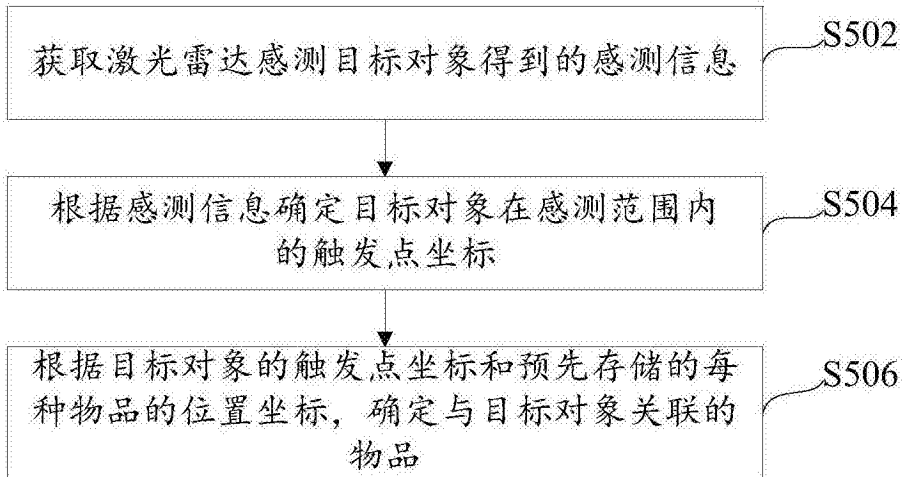 获取激光雷达感测目标对象得到的感测信息
S502
根据感测信息确定目标对象在感测范围内
的触发点坐标
S504
根据目标对象的触发点坐标和预先存储的每
种物品的位置坐标，确定与目标对象关联的
物品
S506